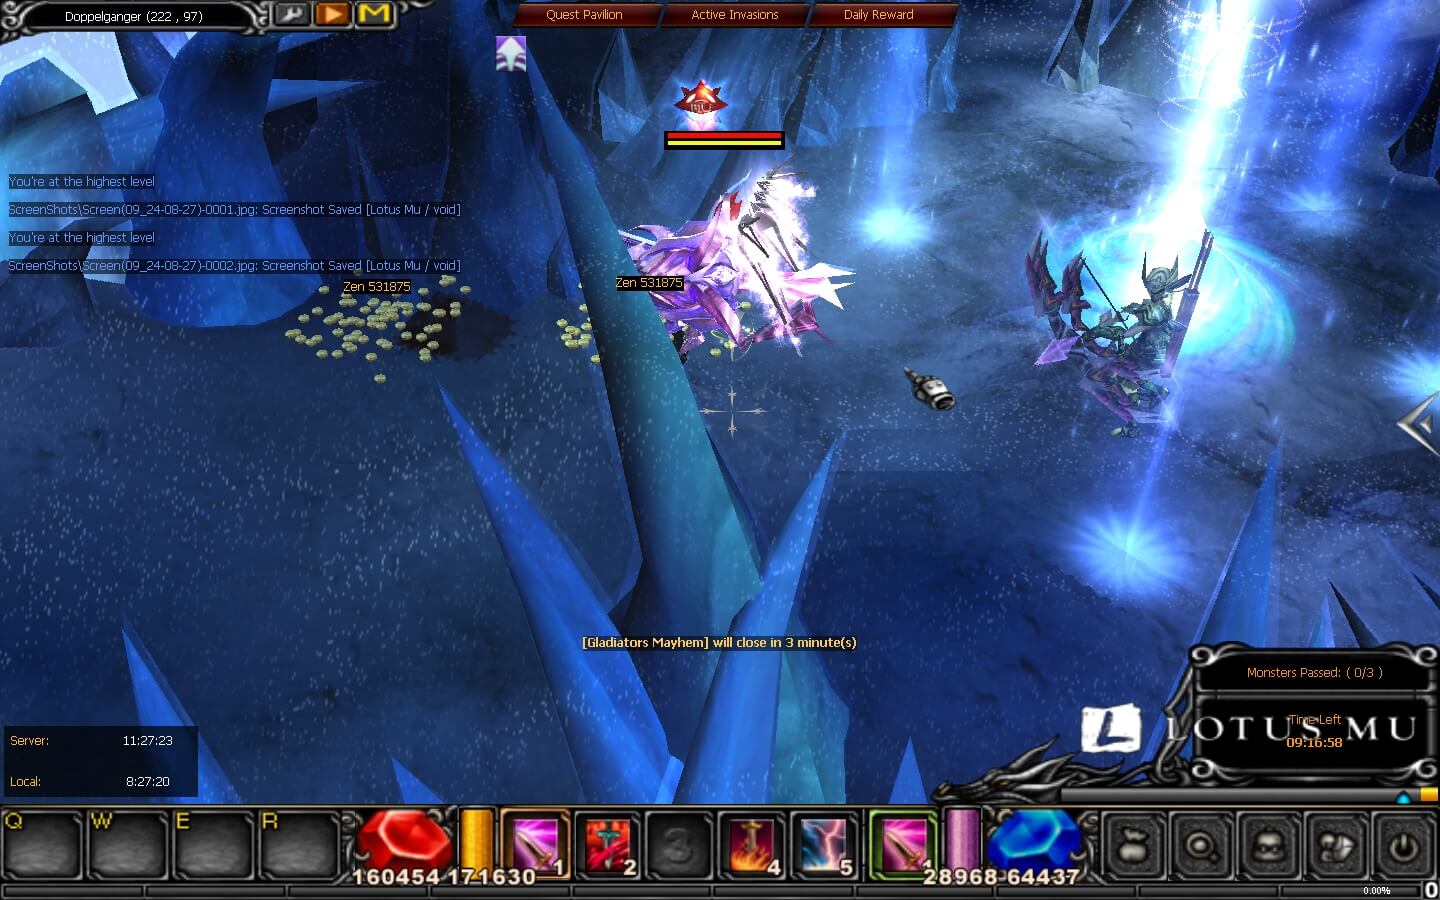 Doppelganger (222 , 97)
Quest Pavilion
Active Invasions
Daily Reward
You're at the highest level
ScreenShots\Screen(09_24-08-27)-0001.jpg: Screenshot Saved [Lotus Mu / void]
You're at the highest level
ScreenShots\Screen(09_24-08-27)-0002.jpg: Screenshot Saved [Lotus Mu / void]
Zen 531875
Zen 531875
[Gladiators Mayhem] will close in 3 minute(s)
Monsters Passed: ( 0/3 )
LOTUS MU
Time Left
09:16:58
Server: 11:27:23
Local: 8:27:20
Q W E R
1 2 3 4 5 1
160454 171630 28968 64437
0.00% 0